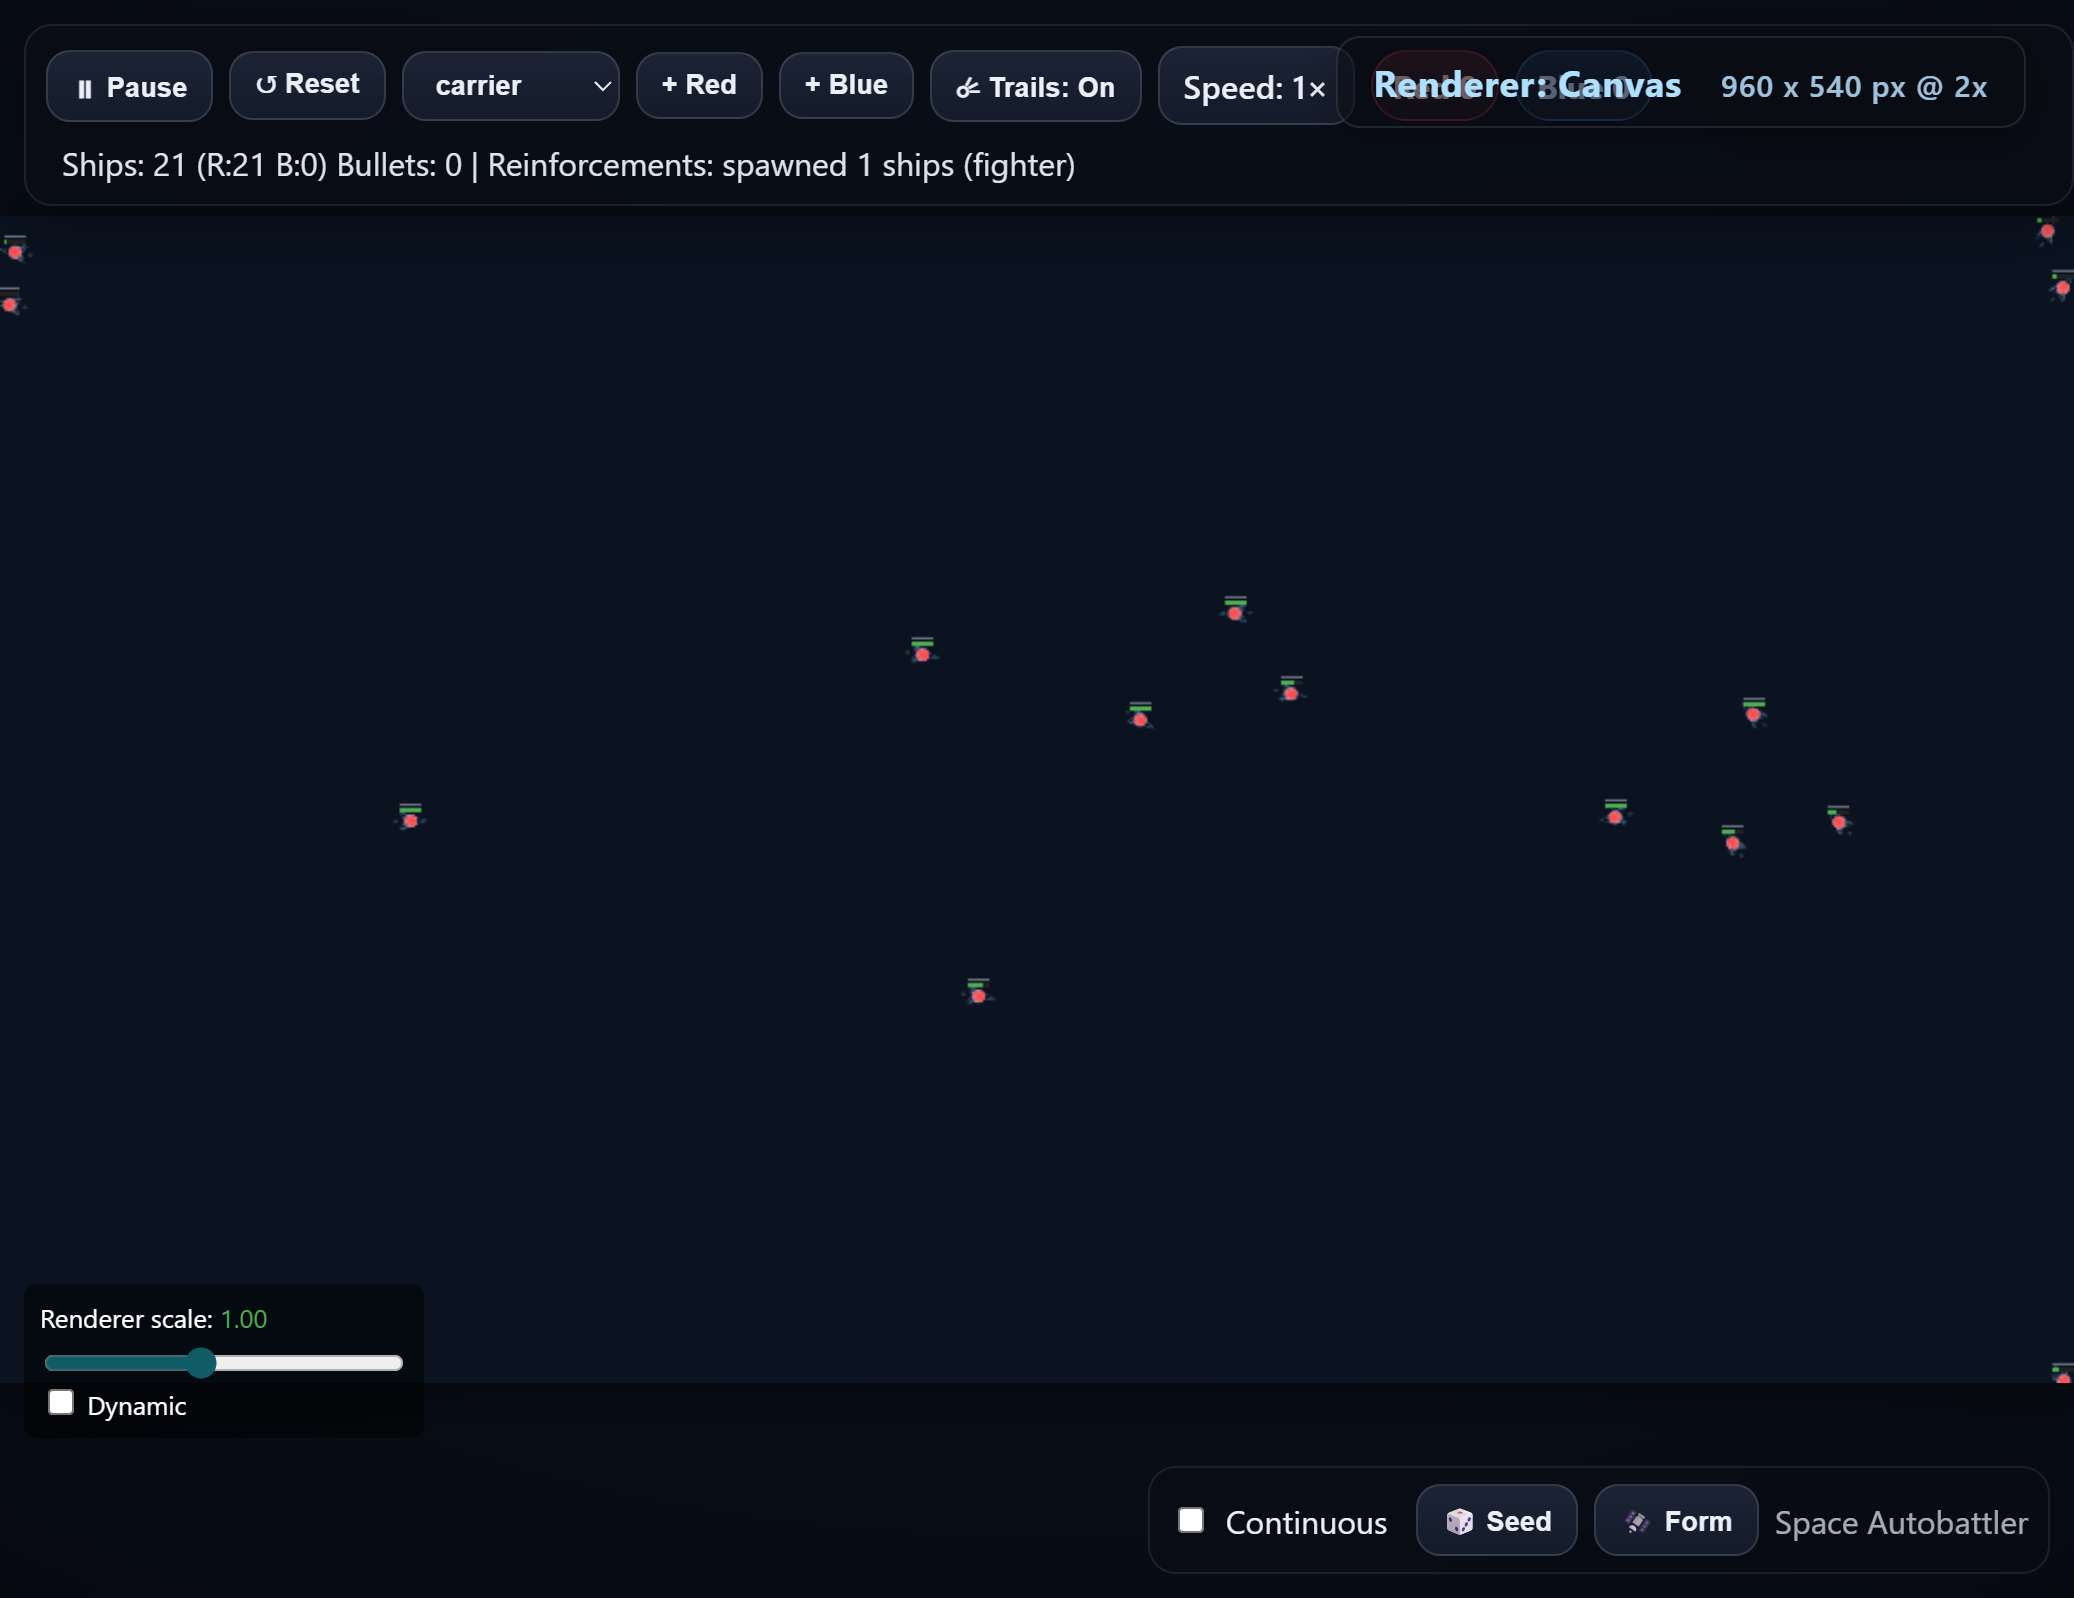 ⏸ Pause ↺ Reset carrier + Red + Blue ☄ Trails: On Speed: 1× Renderer: Canvas 960 x 540 px @ 2x
Ships: 21 (R:21 B:0) Bullets: 0 | Reinforcements: spawned 1 ships (fighter)
Renderer scale: 1.00
Dynamic
Continuous 🎲 Seed 🛰 Form Space Autobattler